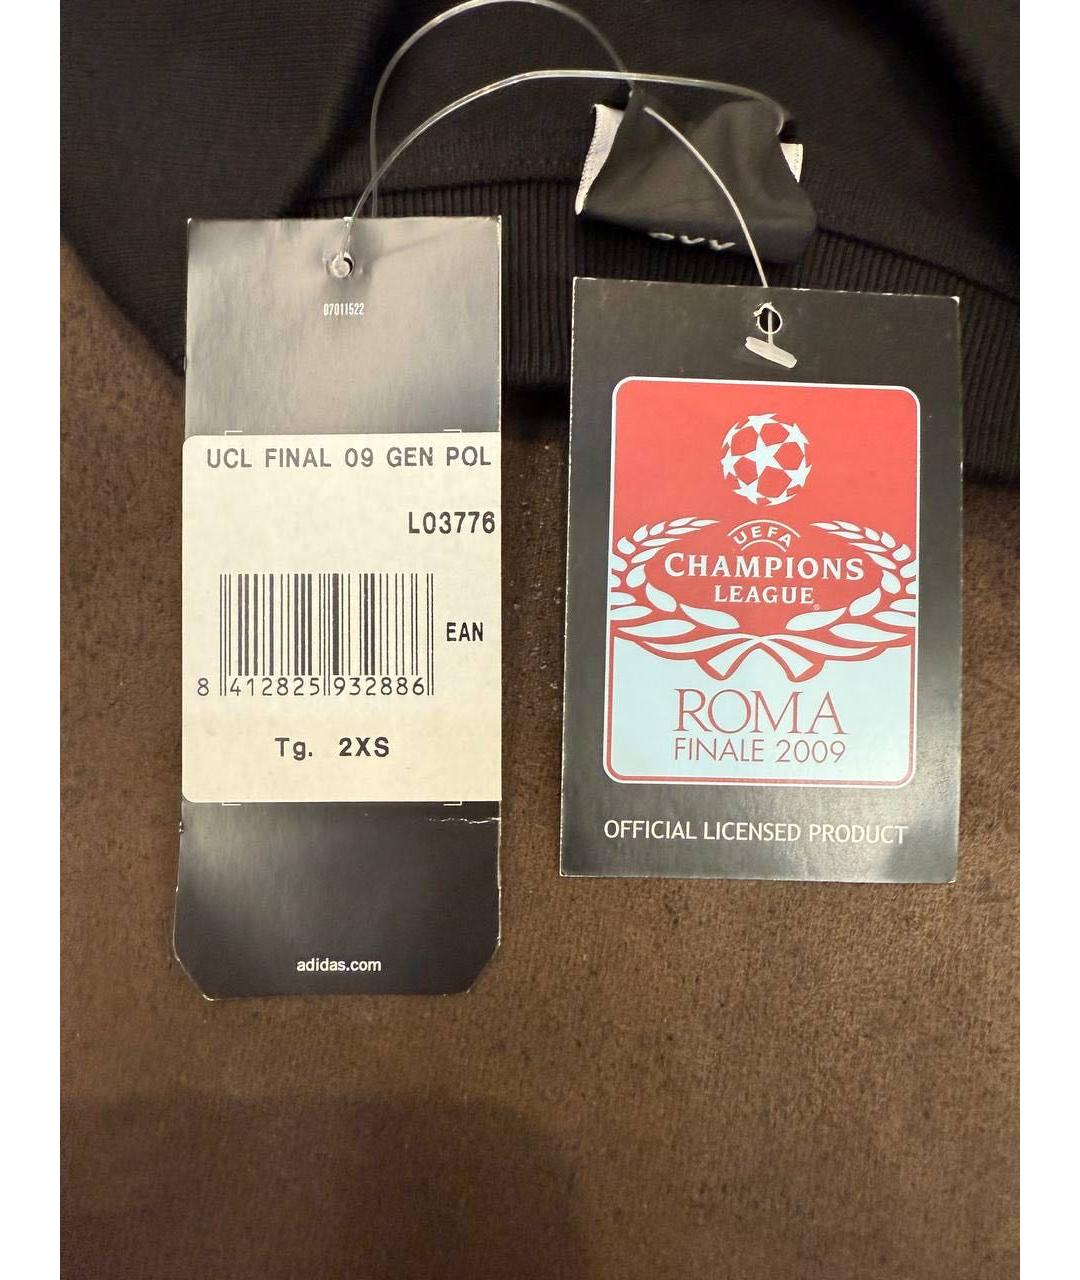 07011522
UCL FINAL 09 GEN POL
L03776
EAN
8 412825 932886
Tg. 2XS
adidas.com
UEFA
CHAMPIONS
LEAGUE®
ROMA
FINALE 2009
OFFICIAL LICENSED PRODUCT